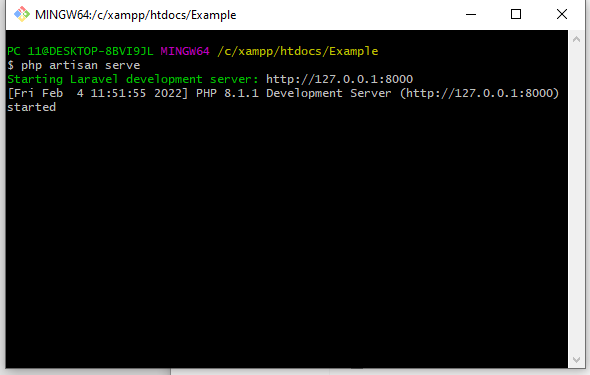 MINGW64:/c/xampp/htdocs/Example
PC 11@DESKTOP-8BVI9JL MINGW64 /c/xampp/htdocs/Example
$ php artisan serve
Starting Laravel development server: http://127.0.0.1:8000
[Fri Feb  4 11:51:55 2022] PHP 8.1.1 Development Server (http://127.0.0.1:8000)
started